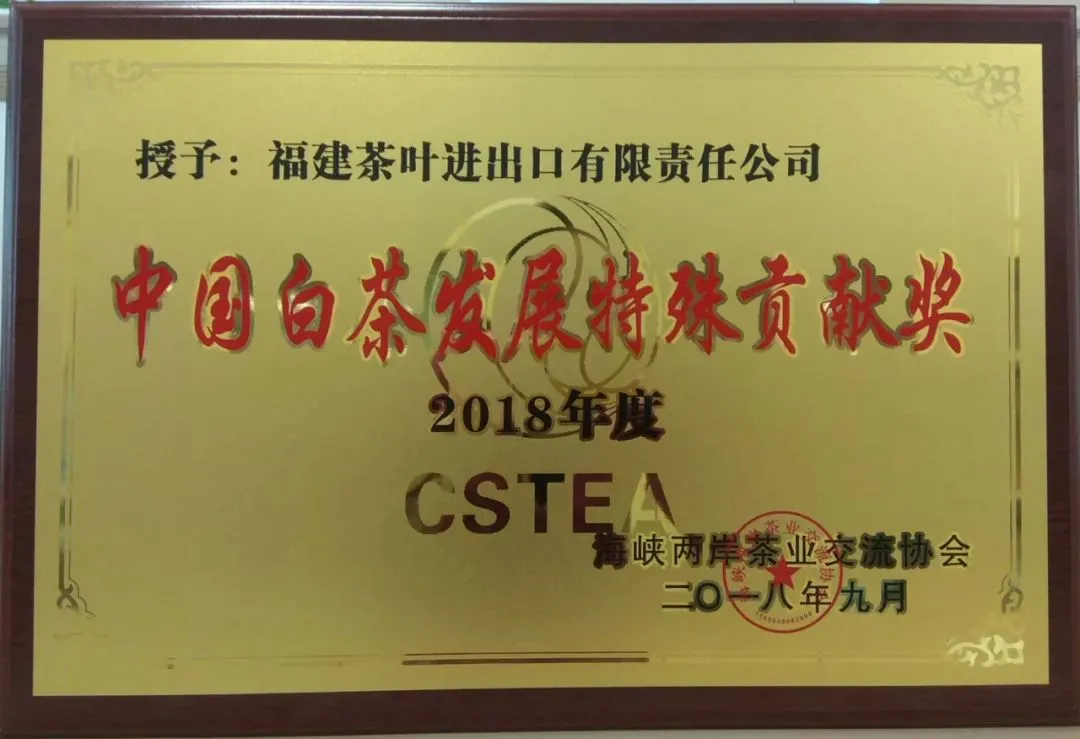 授予：福建茶叶进出口有限责任公司
中国白茶发展特殊贡献奖
2018年度
CSTEA
海峡两岸茶业交流协会
二〇一八年九月